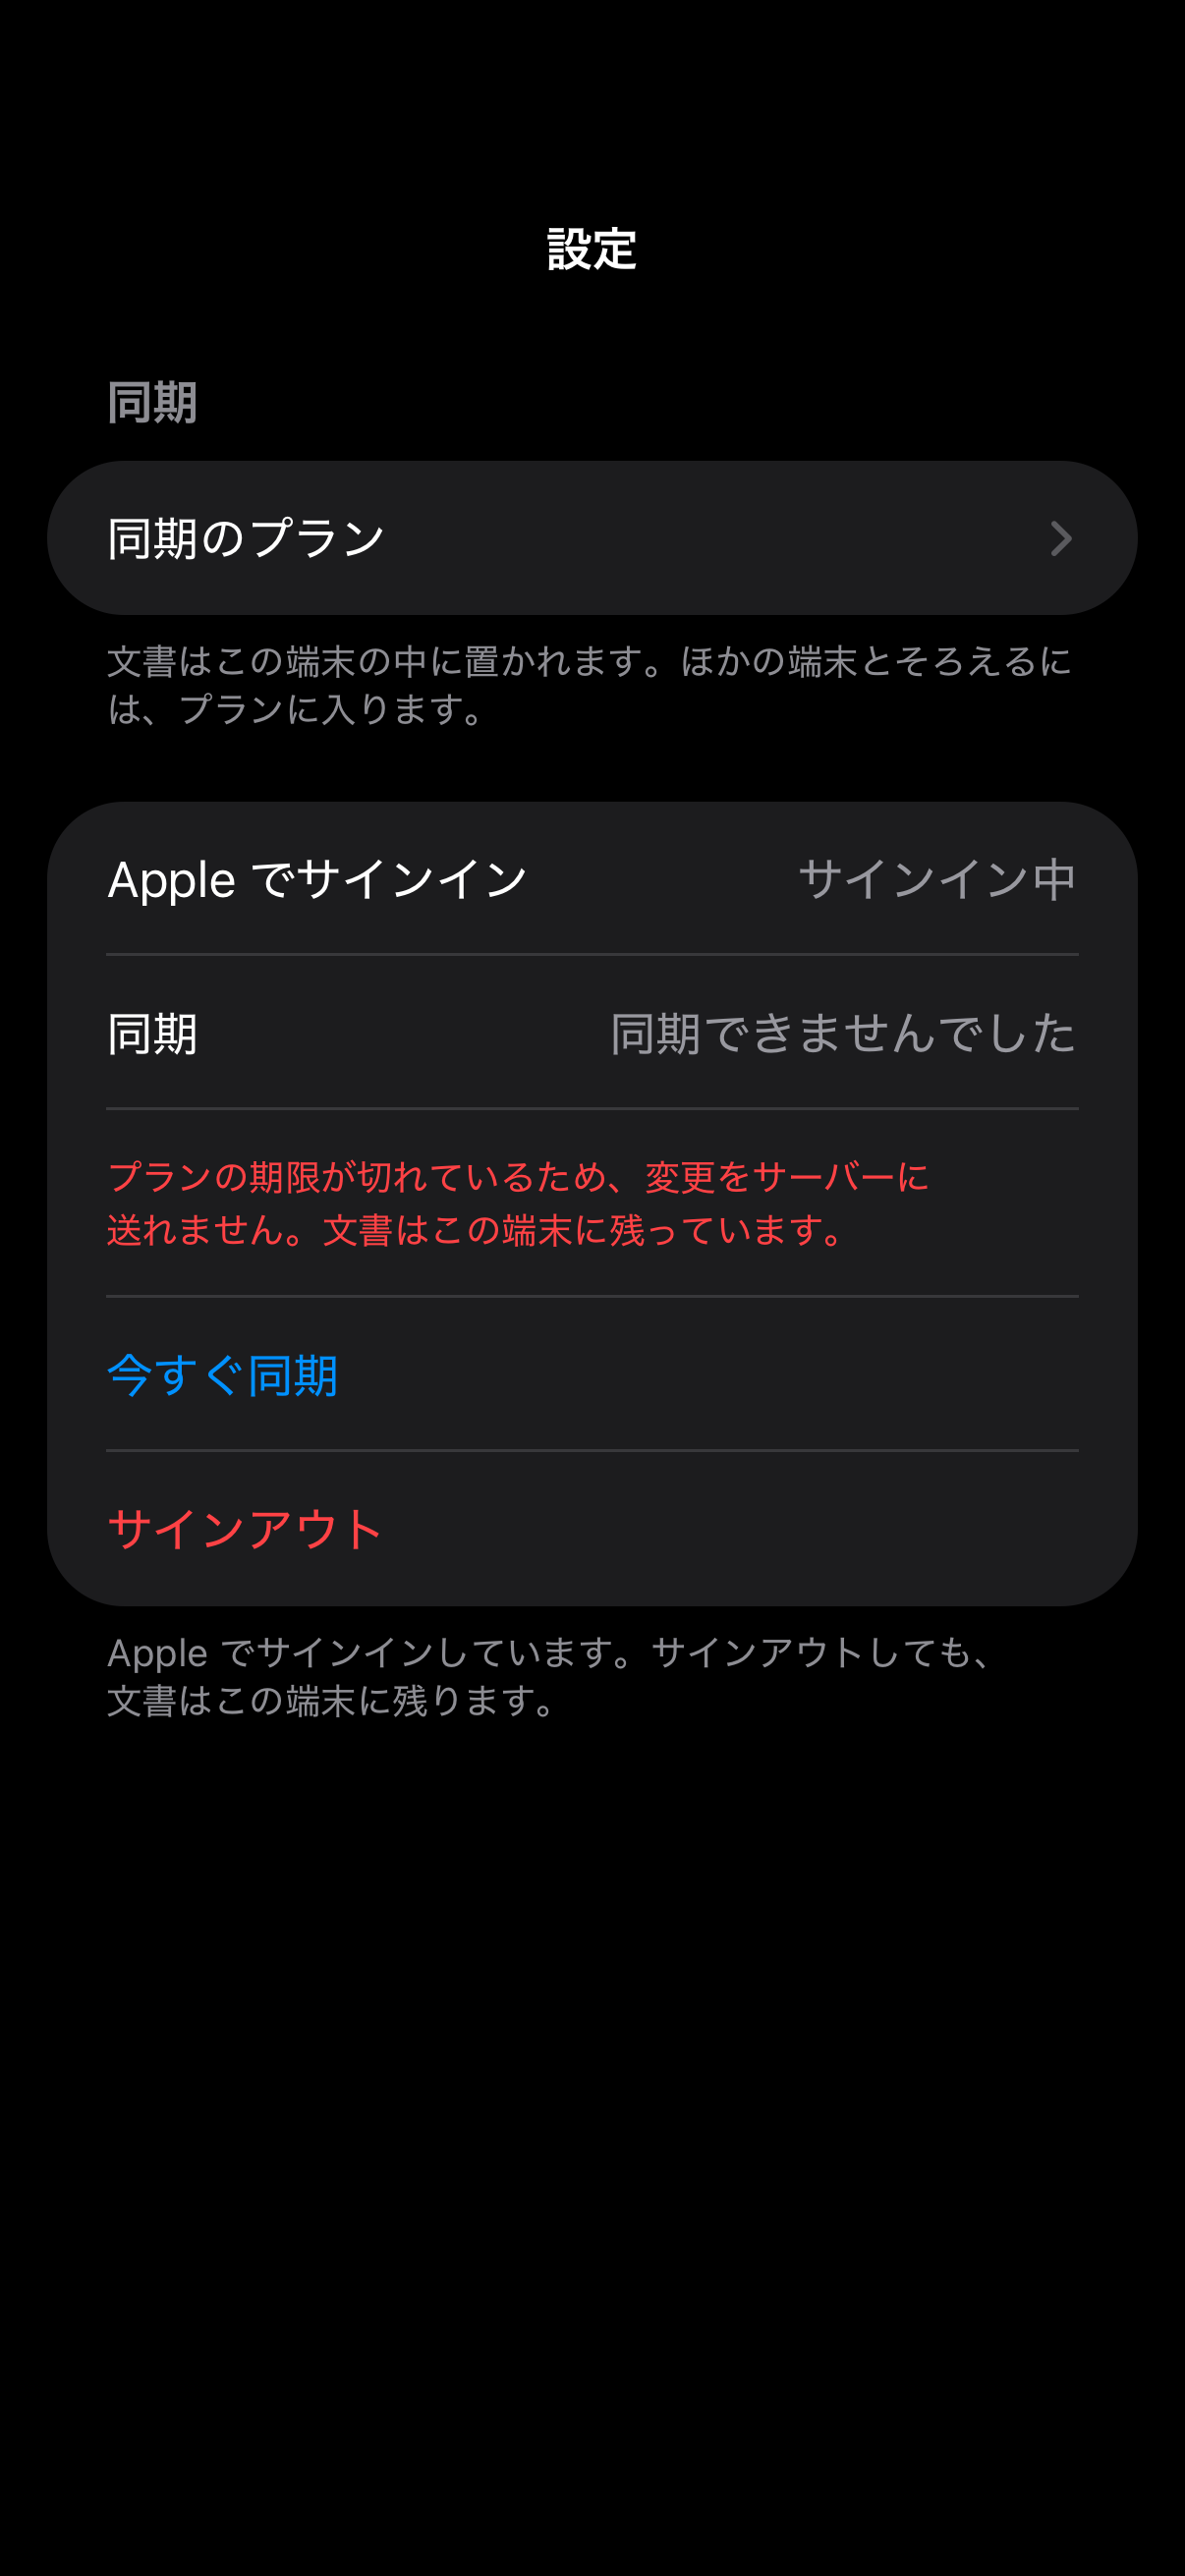 設定
同期
同期のプラン
文書はこの端末の中に置かれます。ほかの端末とそろえるに
は、プランに入ります。
Apple でサインイン サインイン中
同期 同期できませんでした
プランの期限が切れているため、変更をサーバーに
送れません。文書はこの端末に残っています。
今すぐ同期
サインアウト
Apple でサインインしています。サインアウトしても、
文書はこの端末に残ります。